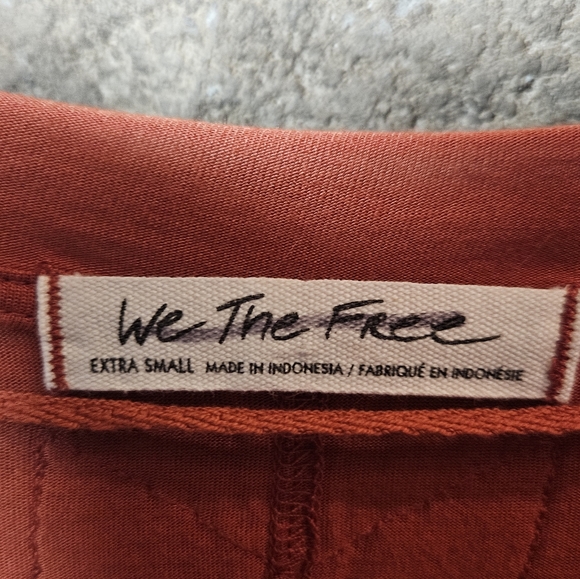 We The Free
EXTRA SMALL MADE IN INDONESIA / FABRIQUÉ EN INDONÉSIE